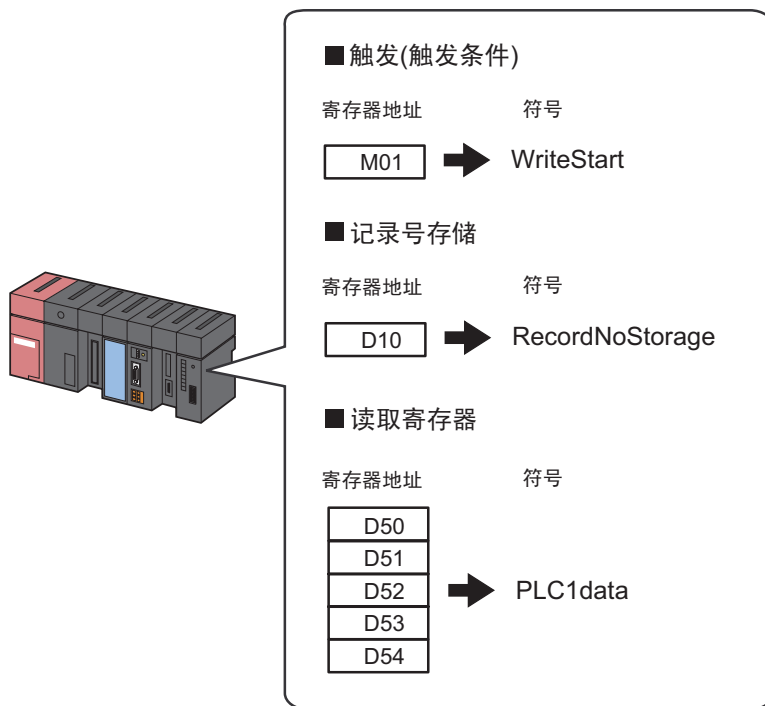 ■触发(触发条件)
寄存器地址 符号
M01 WriteStart
■记录号存储
寄存器地址 符号
D10 RecordNoStorage
■读取寄存器
寄存器地址 符号
D50
D51
D52 PLC1data
D53
D54